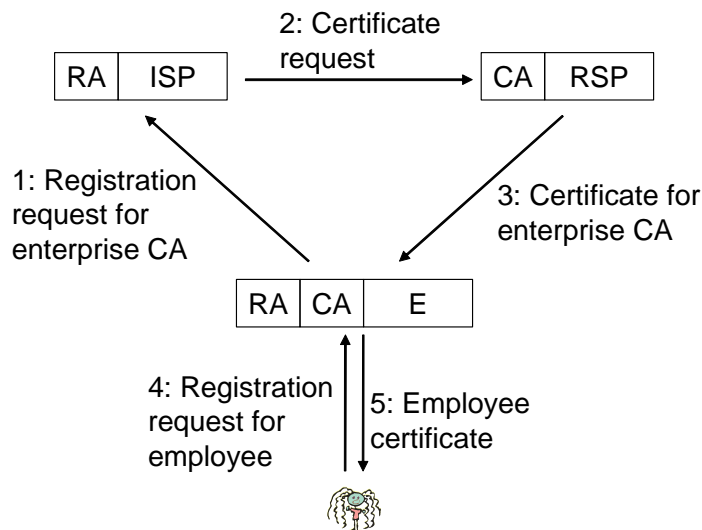 2: Certificate
request
RA ISP
CA RSP
1: Registration
request for
enterprise CA
3: Certificate for
enterprise CA
RA CA E
4: Registration
request for
employee
5: Employee
certificate